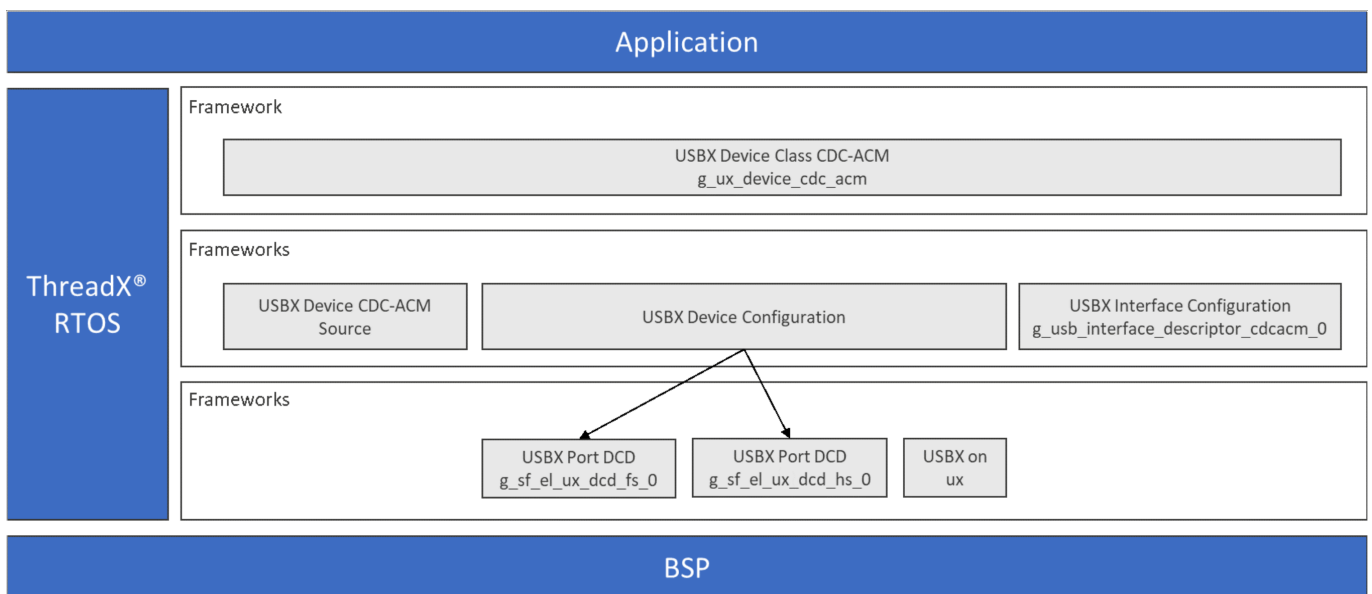 Application
Framework
USBX Device Class CDC-ACM
g_ux_device_cdc_acm
ThreadX®
RTOS
Frameworks
USBX Device CDC-ACM
Source
USBX Device Configuration
USBX Interface Configuration
g_usb_interface_descriptor_cdcacm_0
Frameworks
USBX Port DCD
g_sf_el_ux_dcd_fs_0
USBX Port DCD
g_sf_el_ux_dcd_hs_0
USBX on
ux
BSP